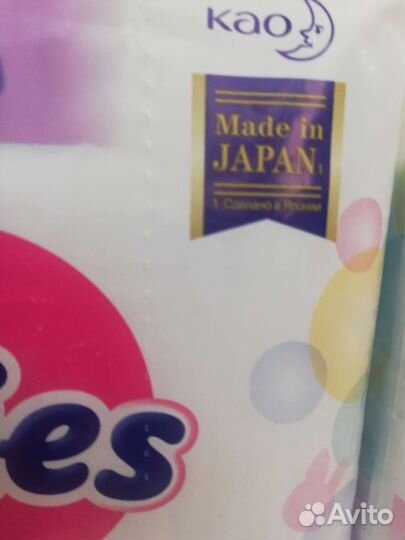 Kao
Made in
JAPAN1
1 Сделано в Японии
es
Avito